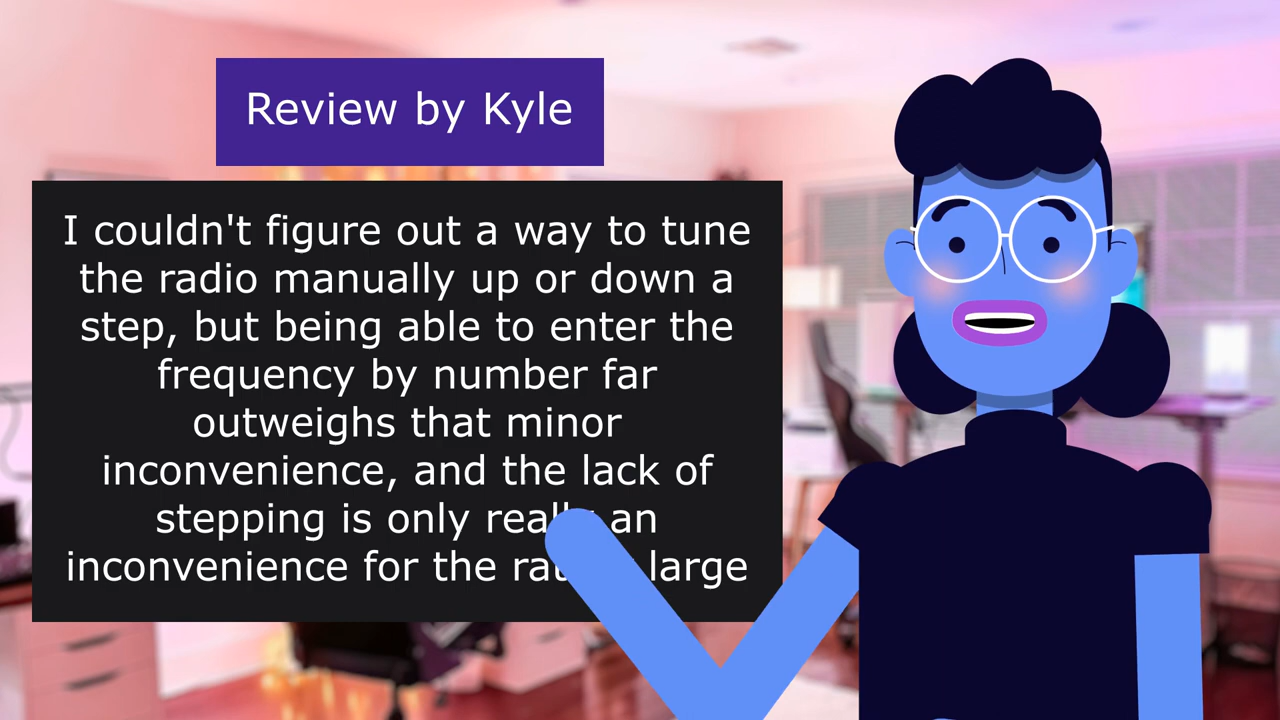 Review by Kyle
I couldn't figure out a way to tune
the radio manually up or down a
step, but being able to enter the
frequency by number far
outweighs that minor
inconvenience, and the lack of
stepping is only really an
inconvenience for the large